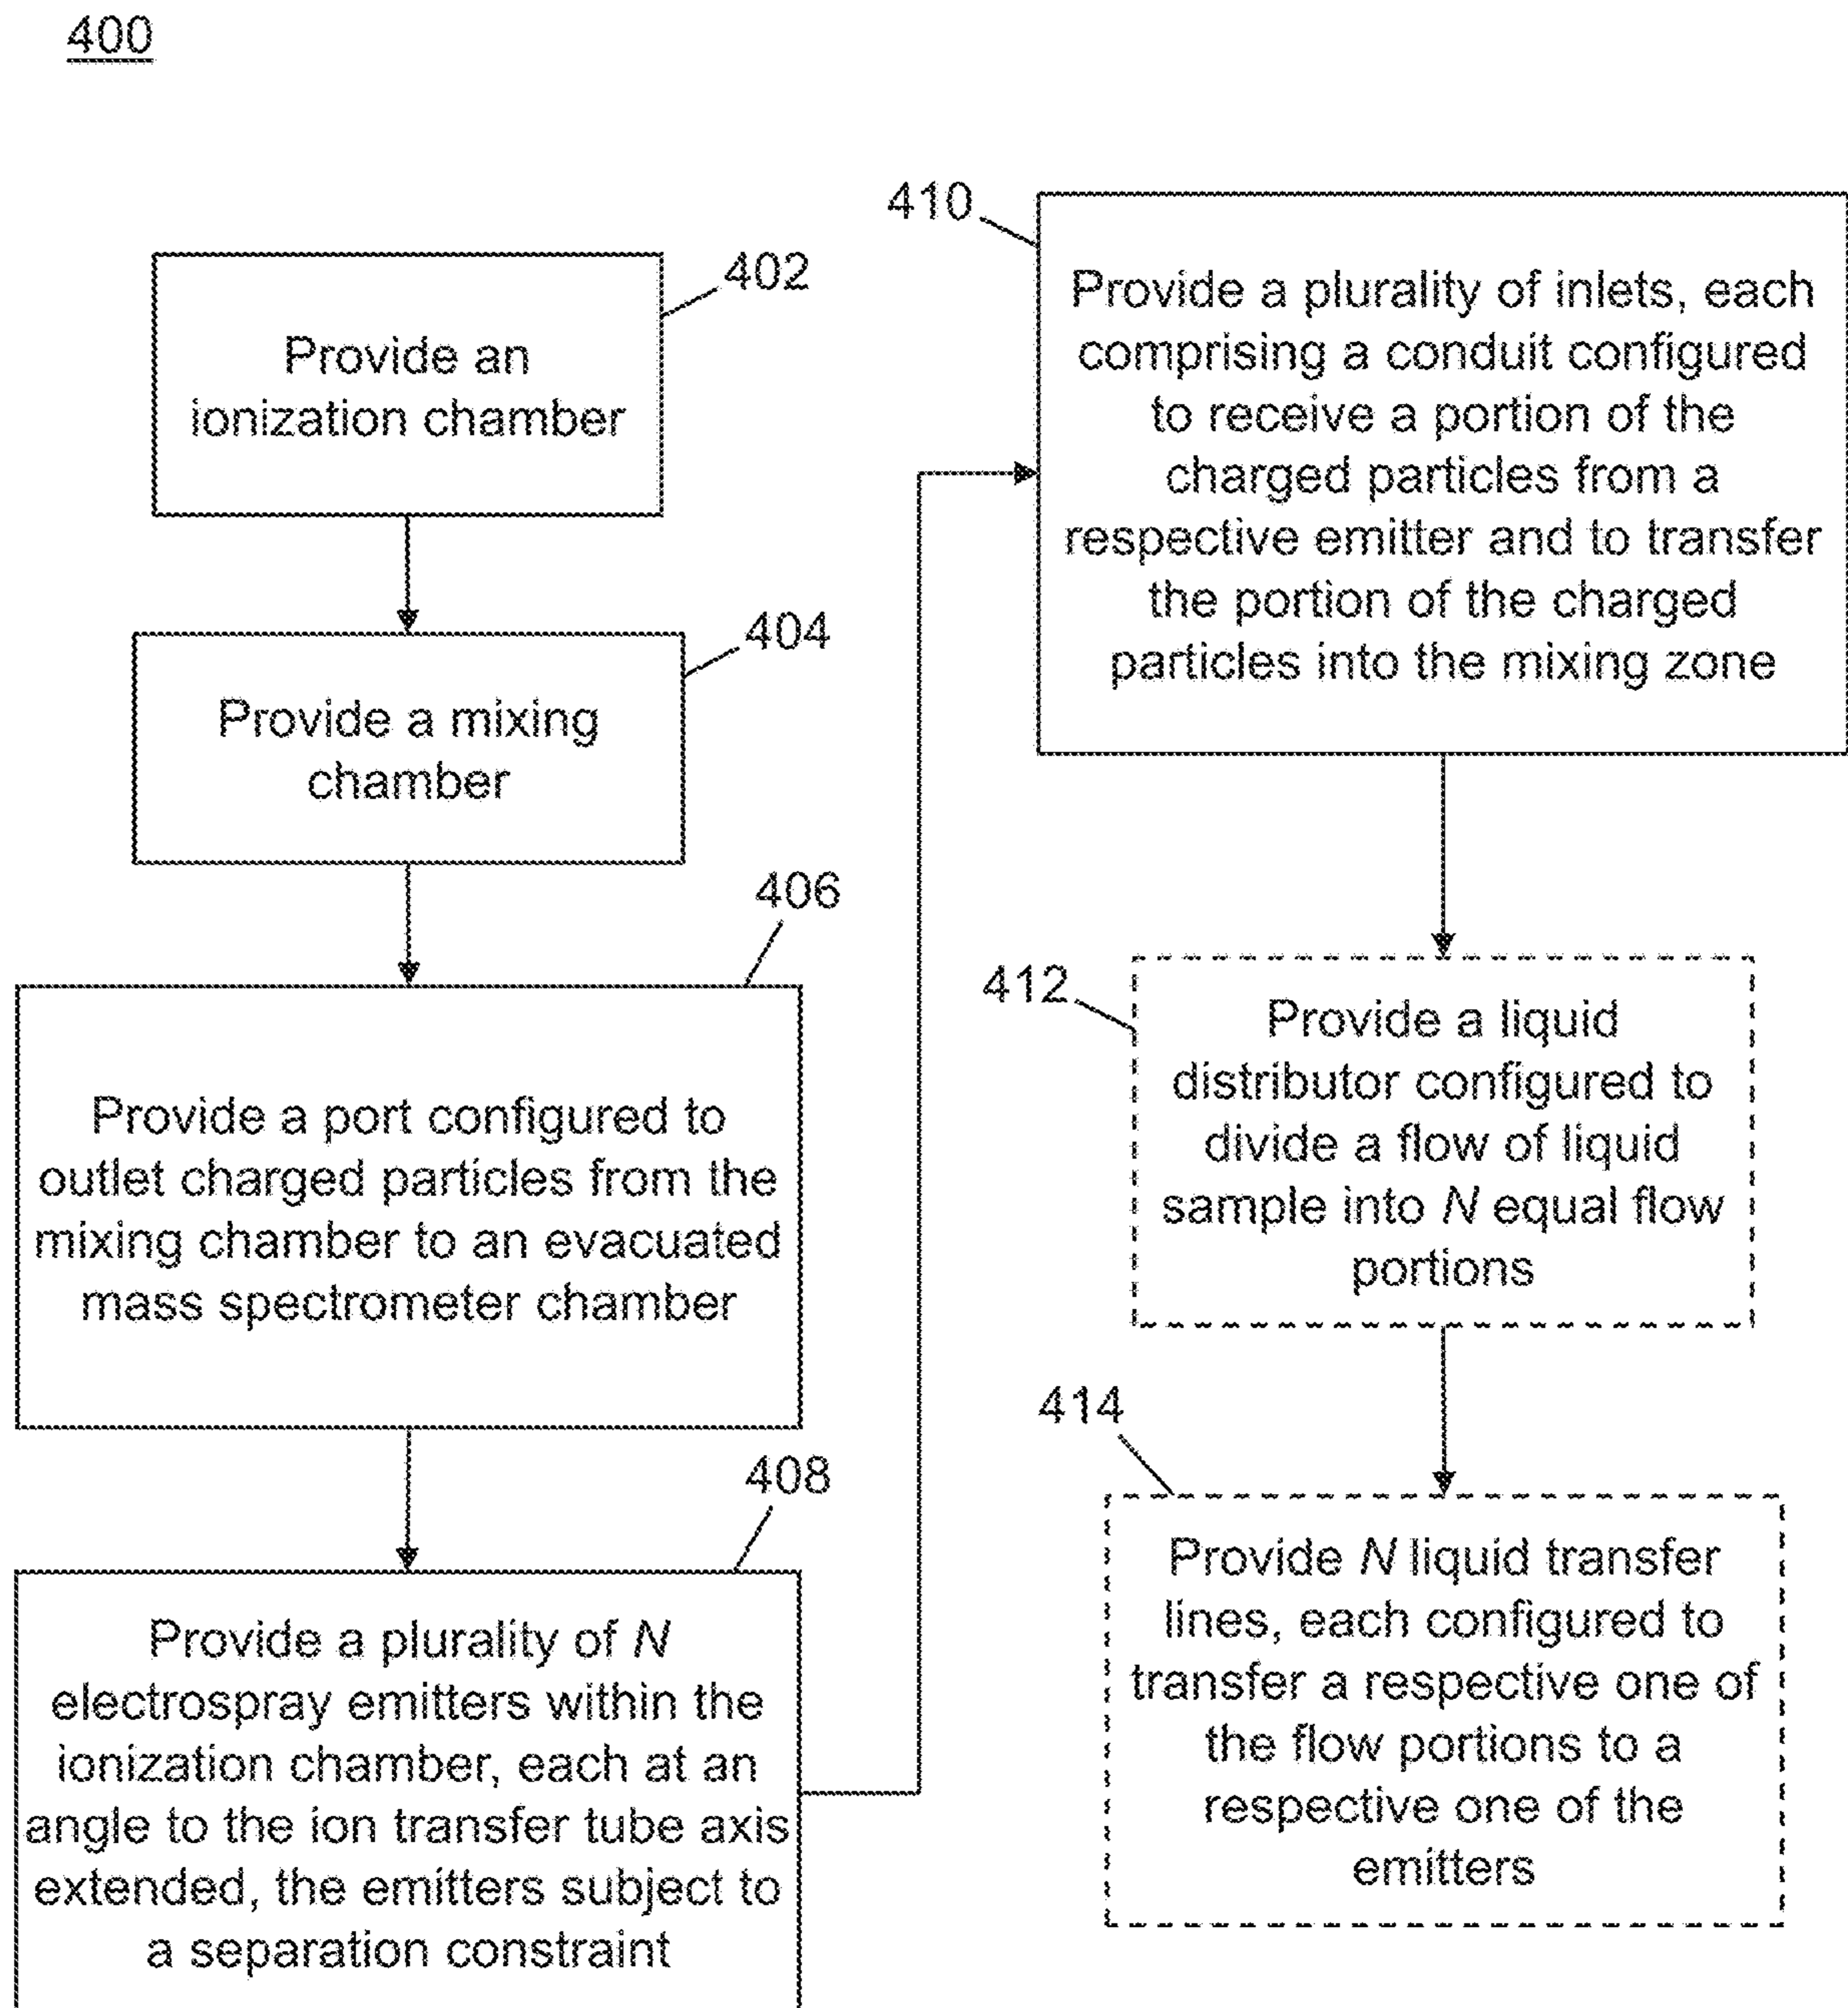 400
402
Provide an
ionization chamber
404
Provide a mixing
chamber
406
Provide a port configured to
outlet charged particles from the
mixing chamber to an evacuated
mass spectrometer chamber
408
Provide a plurality of N
electrospray emitters within the
ionization chamber, each at an
angle to the ion transfer tube axis
extended, the emitters subject to
a separation constraint
410
Provide a plurality of inlets, each
comprising a conduit configured
to receive a portion of the
charged particles from a
respective emitter and to transfer
the portion of the charged
particles into the mixing zone
412
Provide a liquid
distributor configured to
divide a flow of liquid
sample into N equal flow
portions
414
Provide N liquid transfer
lines, each configured to
transfer a respective one of
the flow portions to a
respective one of the
emitters